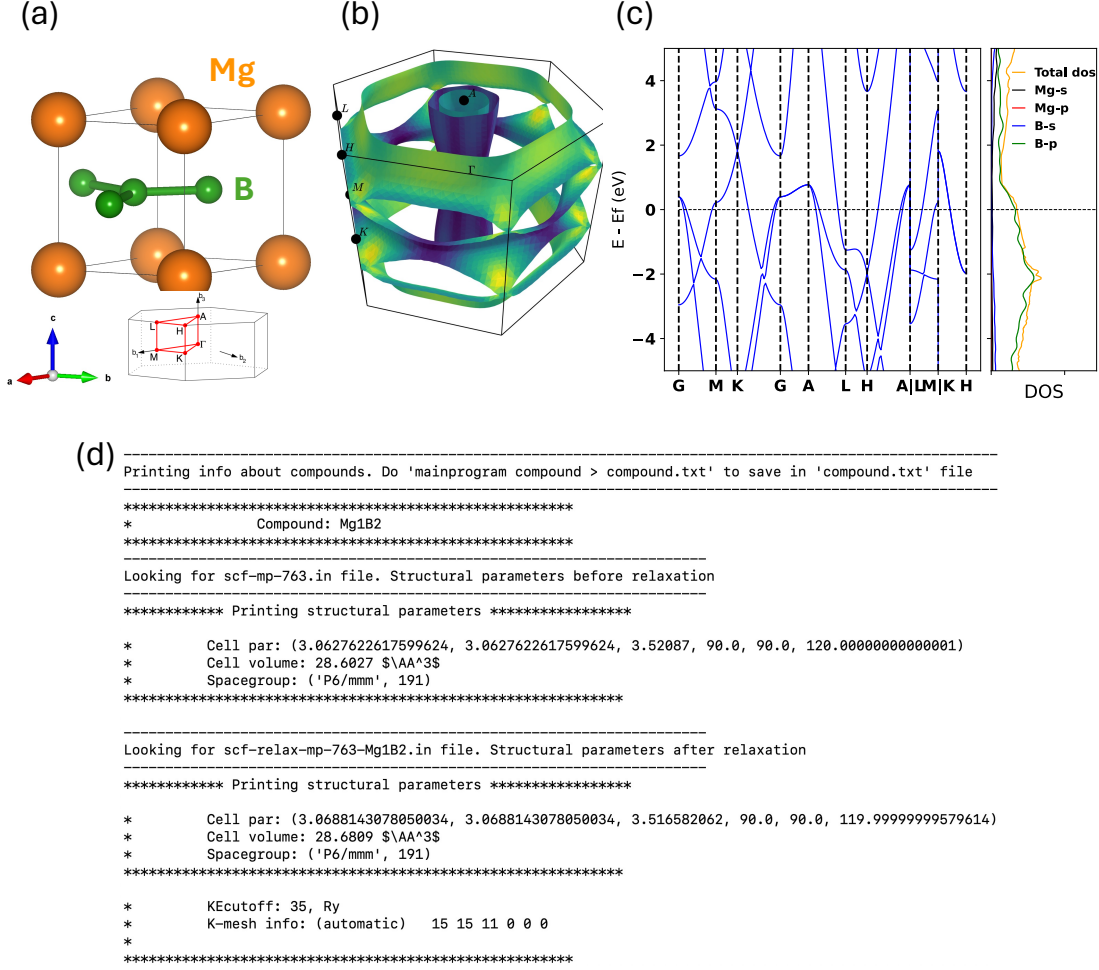 (a)
Mg
B
c
a
b
b₃
L
A
H
M
Γ
K
b₁
b₂
(b)
A
L
H
Γ
M
K
(c)
E - Ef (eV)
4
2
0
−2
−4
G M K G A L H A|LM|K H
Total dos
Mg-s
Mg-p
B-s
B-p
DOS
(d)
------------------------------------------------------------------------------------------------------------
Printing info about compounds. Do 'mainprogram compound > compound.txt' to save in 'compound.txt' file
------------------------------------------------------------------------------------------------------------
******************************************************
* Compound: Mg1B2
******************************************************
----------------------------------------------------------------------
Looking for scf-mp-763.in file. Structural parameters before relaxation
----------------------------------------------------------------------
************ Printing structural parameters *****************
* Cell par: (3.0627622617599624, 3.0627622617599624, 3.52087, 90.0, 90.0, 120.00000000000001)
* Cell volume: 28.6027 $\AA^3$
* Spacegroup: ('P6/mmm', 191)
************************************************************
----------------------------------------------------------------------
Looking for scf-relax-mp-763-Mg1B2.in file. Structural parameters after relaxation
----------------------------------------------------------------------
************ Printing structural parameters *****************
* Cell par: (3.0688143078050034, 3.0688143078050034, 3.516582062, 90.0, 90.0, 119.99999999579614)
* Cell volume: 28.6809 $\AA^3$
* Spacegroup: ('P6/mmm', 191)
************************************************************
* KEcutoff: 35, Ry
* K-mesh info: (automatic) 15 15 11 0 0 0
*
******************************************************